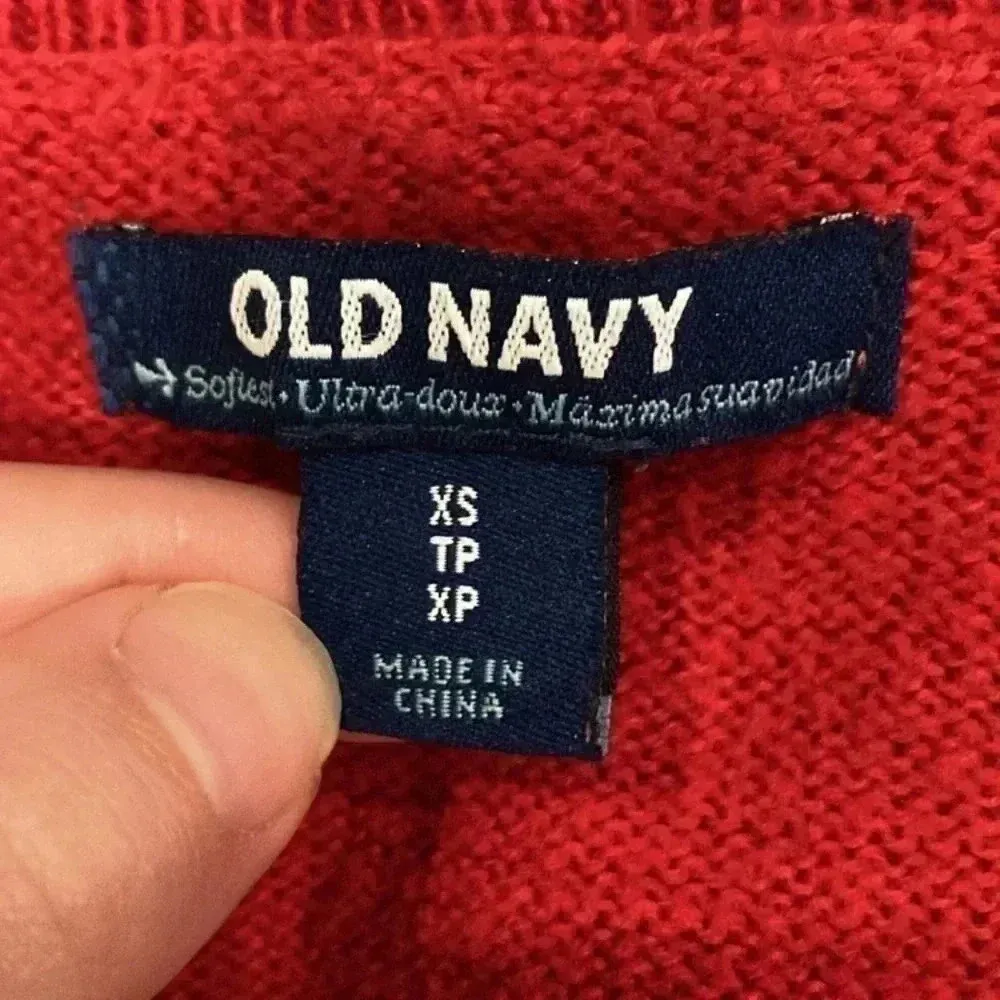 OLD NAVY
Softest • Ultra-doux • Máxima suavidad
XS
TP
XP
MADE IN
CHINA